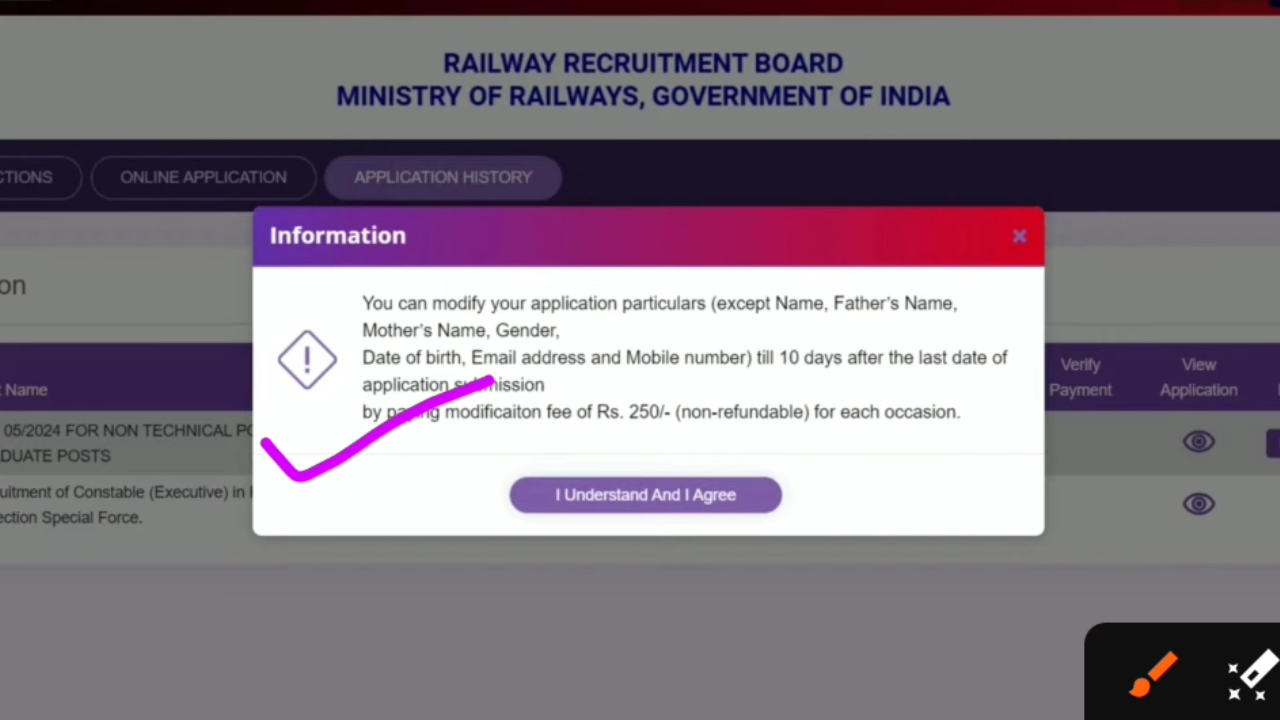 RAILWAY RECRUITMENT BOARD
MINISTRY OF RAILWAYS, GOVERNMENT OF INDIA
CTIONS
ONLINE APPLICATION
APPLICATION HISTORY
Information
on
You can modify your application particulars (except Name, Father's Name,
Mother's Name, Gender,
Date of birth, Email address and Mobile number) till 10 days after the last date of
application submission
by paying modificaiton fee of Rs. 250/- (non-refundable) for each occasion.
I Understand And I Agree
Name
Verify
Payment
View
Application
05/2024 FOR NON TECHNICAL PO
DUATE POSTS
uitment of Constable (Executive) in
ection Special Force.